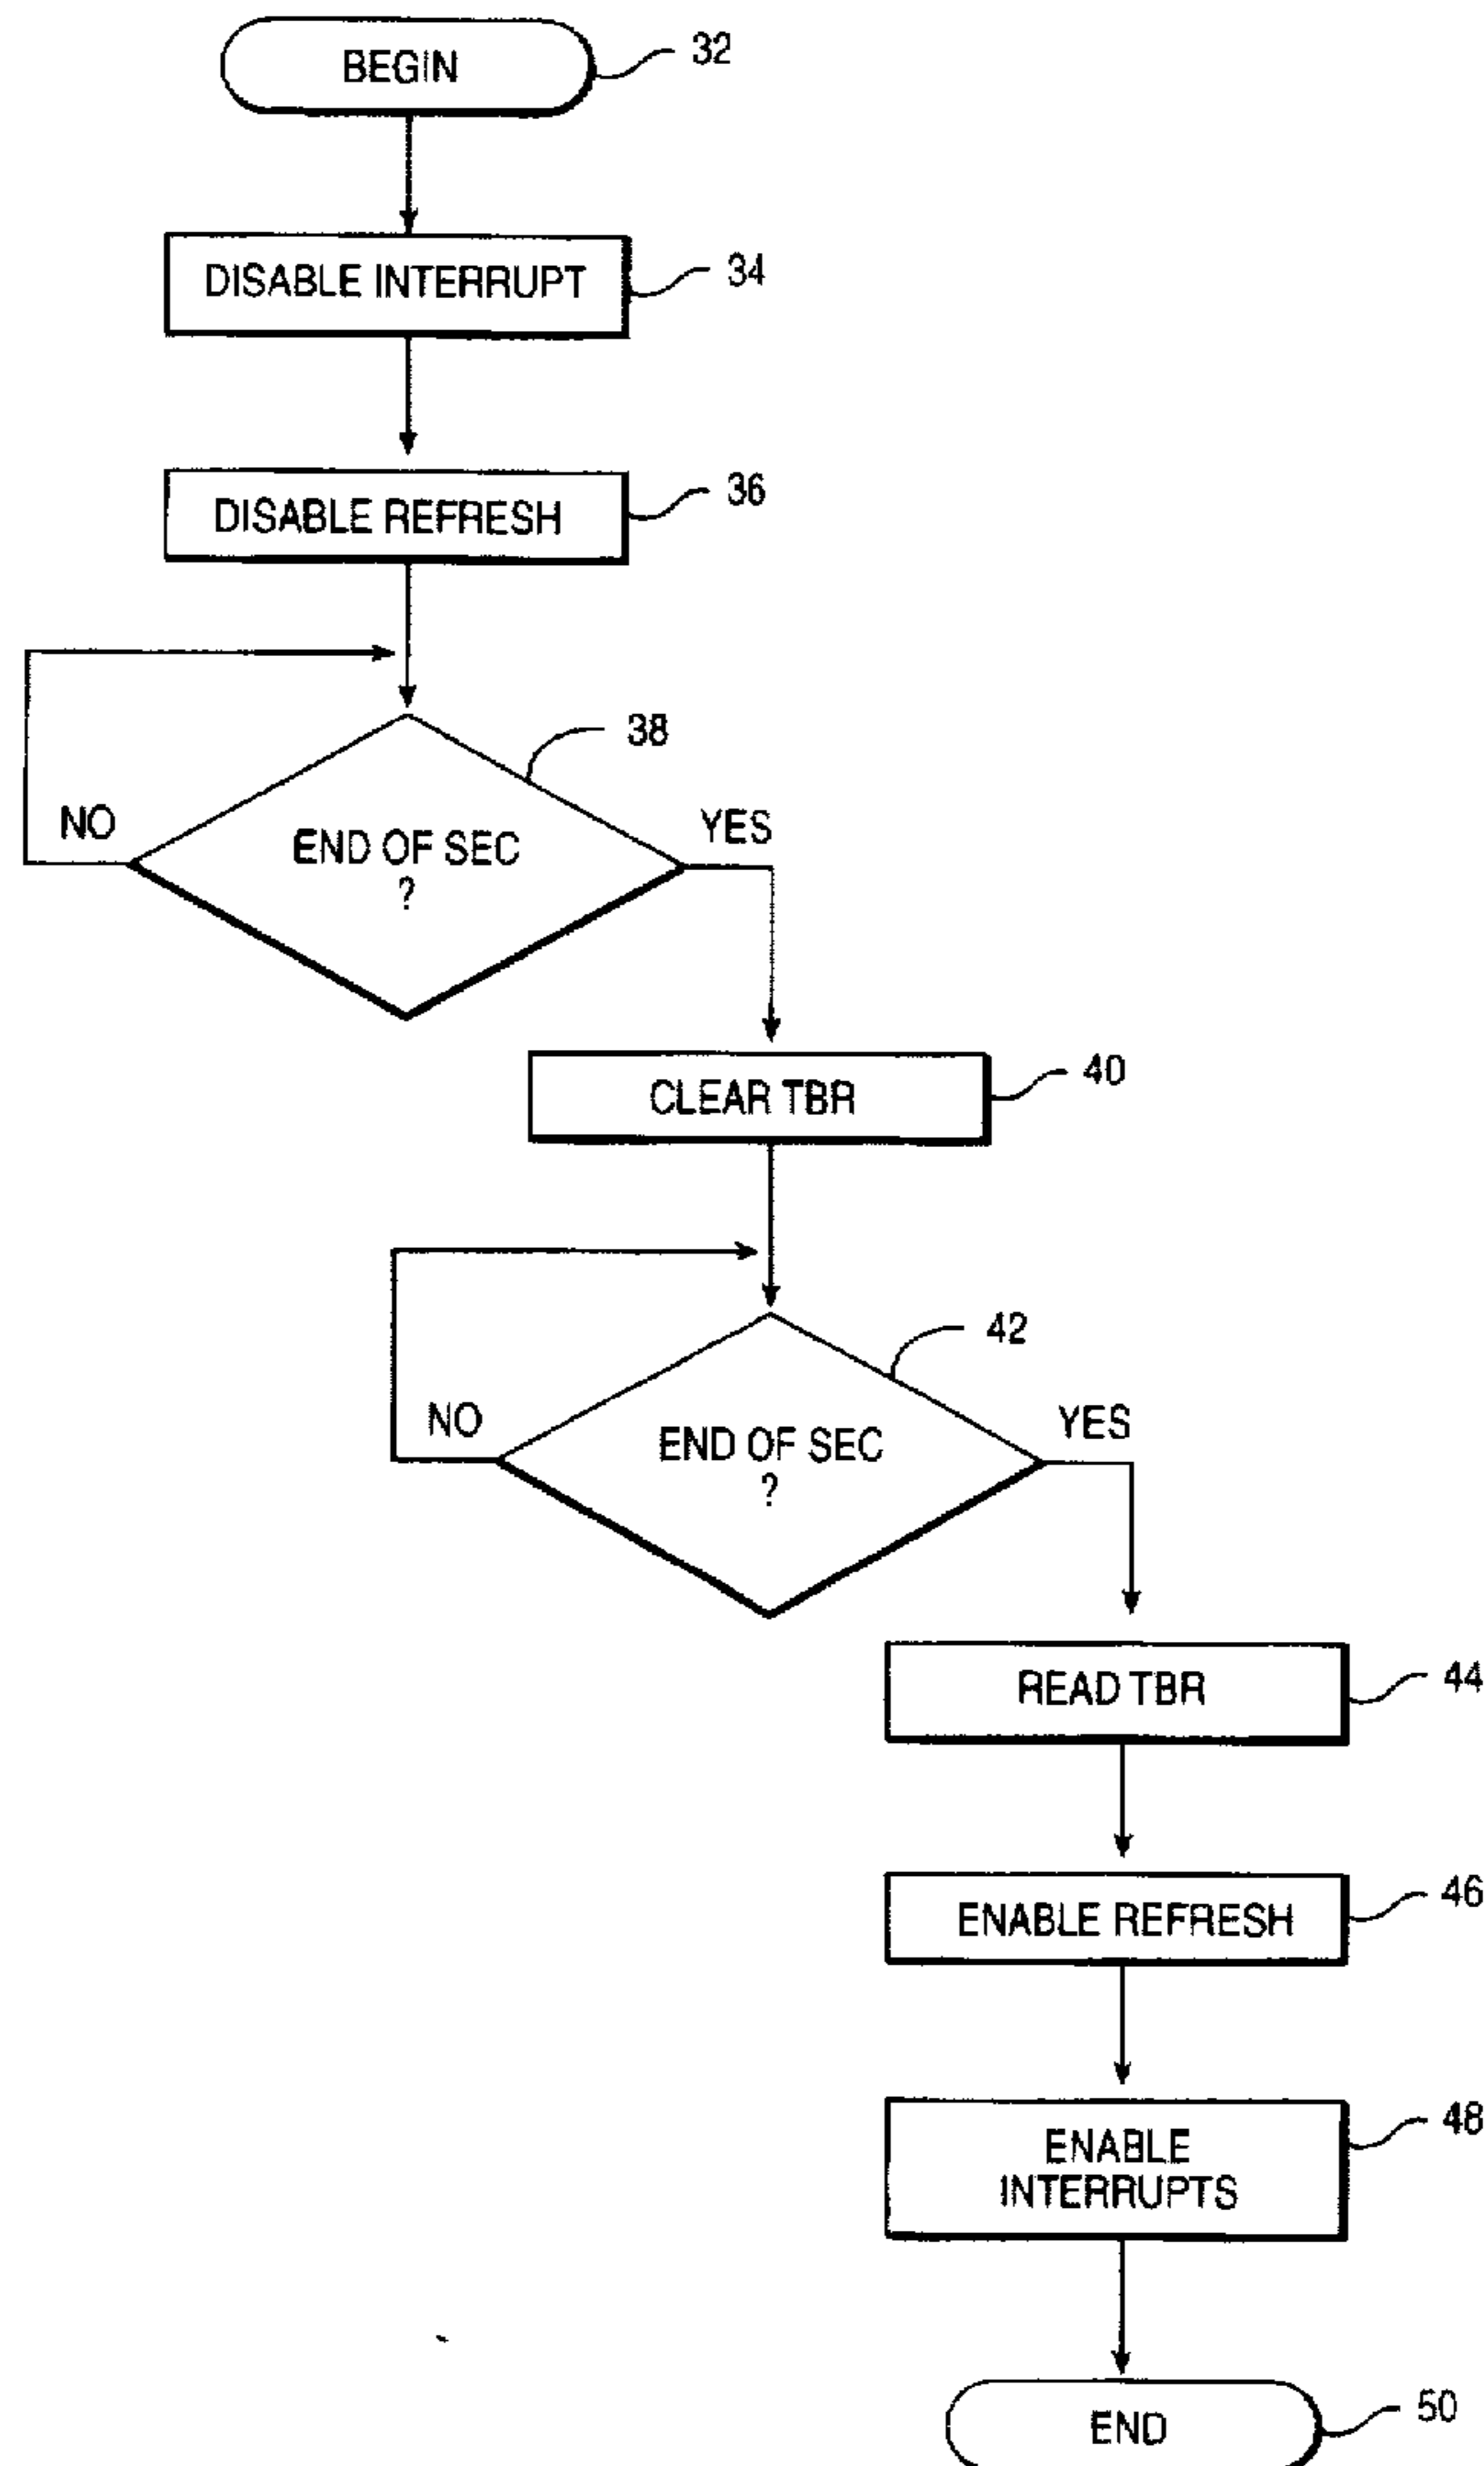 BEGIN
32
DISABLE INTERRUPT
34
DISABLE REFRESH
36
38
NO
END OF SEC
?
YES
CLEAR TBR
40
42
NO
END OF SEC
?
YES
READ TBR
44
ENABLE REFRESH
46
ENABLE
INTERRUPTS
48
END
50